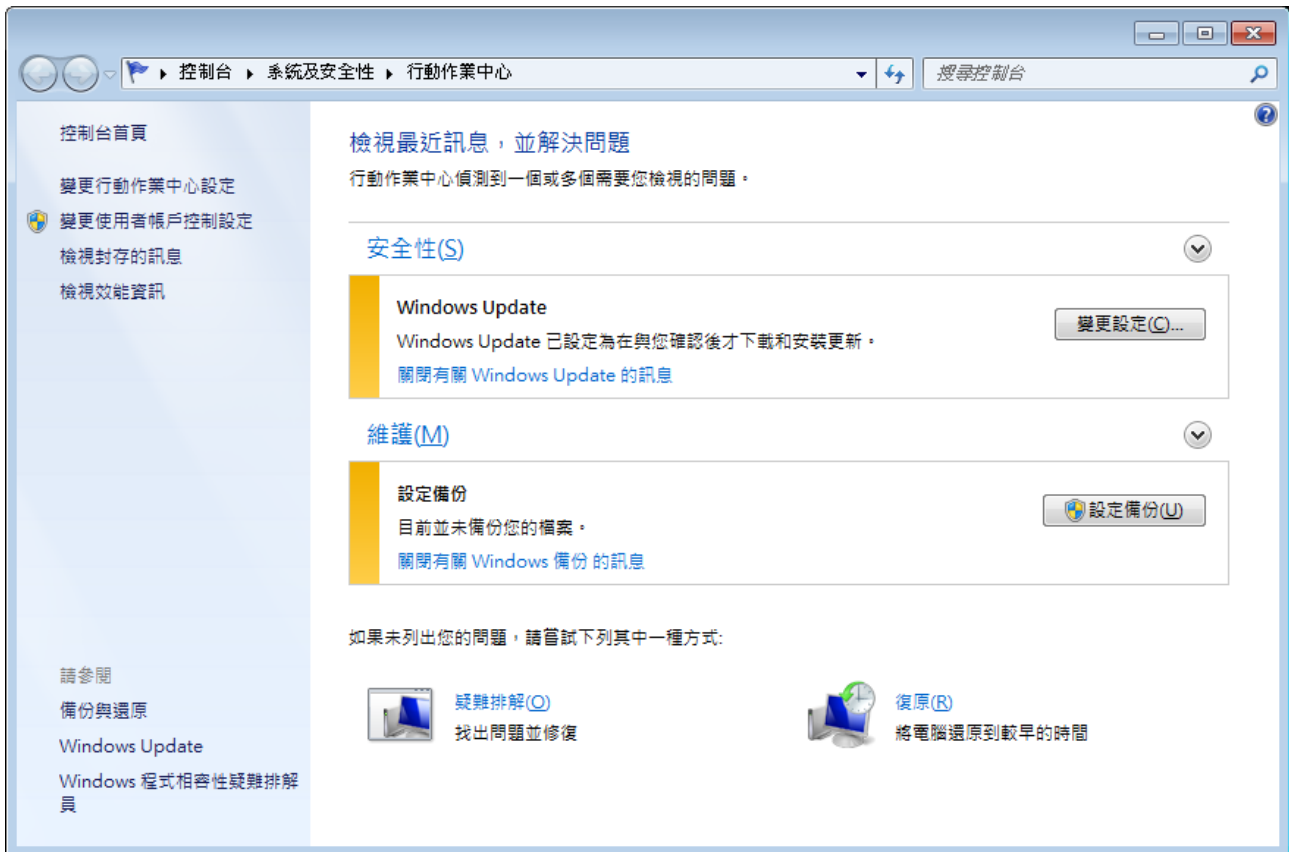 控制台 ▸ 系統及安全性 ▸ 行動作業中心
搜尋控制台
控制台首頁
變更行動作業中心設定
變更使用者帳戶控制設定
檢視封存的訊息
檢視效能資訊
檢視最近訊息，並解決問題
行動作業中心偵測到一個或多個需要您檢視的問題。
安全性(S)
Windows Update
Windows Update 已設定為在與您確認後才下載和安裝更新。
關閉有關 Windows Update 的訊息
變更設定(C)...
維護(M)
設定備份
目前並未備份您的檔案。
關閉有關 Windows 備份 的訊息
設定備份(U)
如果未列出您的問題，請嘗試下列其中一種方式:
疑難排解(O)
找出問題並修復
復原(R)
將電腦還原到較早的時間
請參閱
備份與還原
Windows Update
Windows 程式相容性疑難排解
員